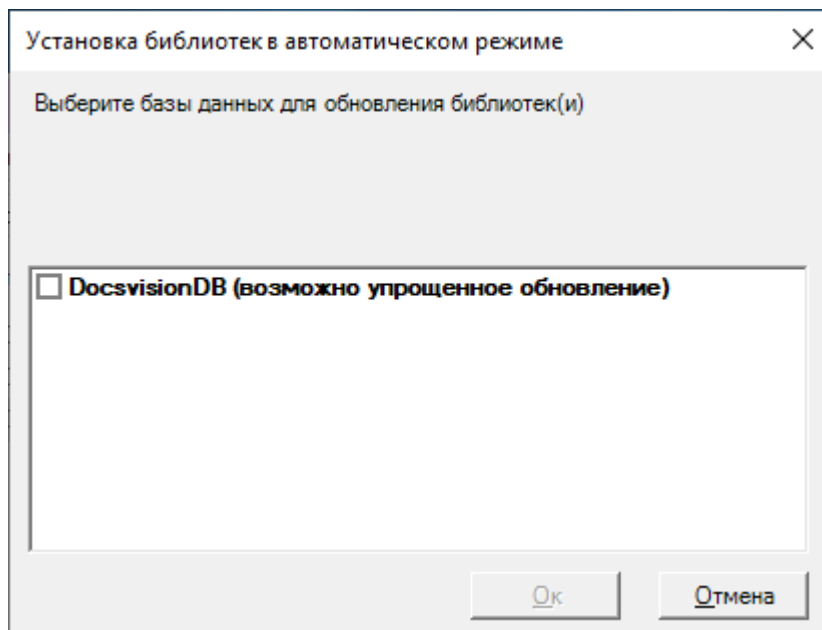 Установка библиотек в автоматическом режиме
Выберите базы данных для обновления библиотек(и)
DocsvisionDB (возможно упрощенное обновление)
Ок
Отмена